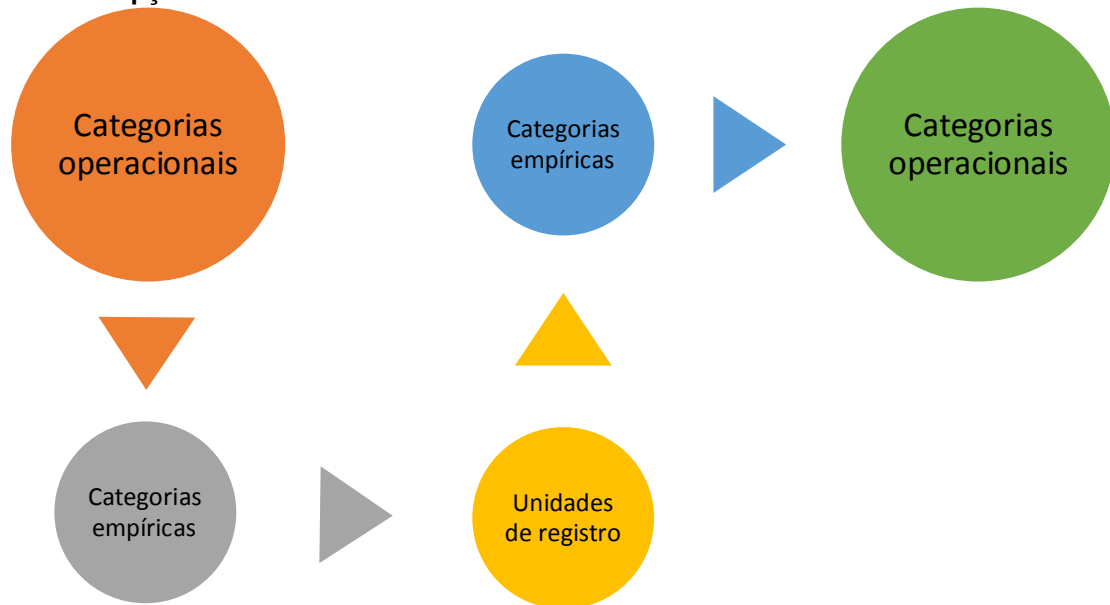 Categorias
operacionais
Categorias
empíricas
Unidades
de registro
Categorias
empíricas
Categorias
operacionais